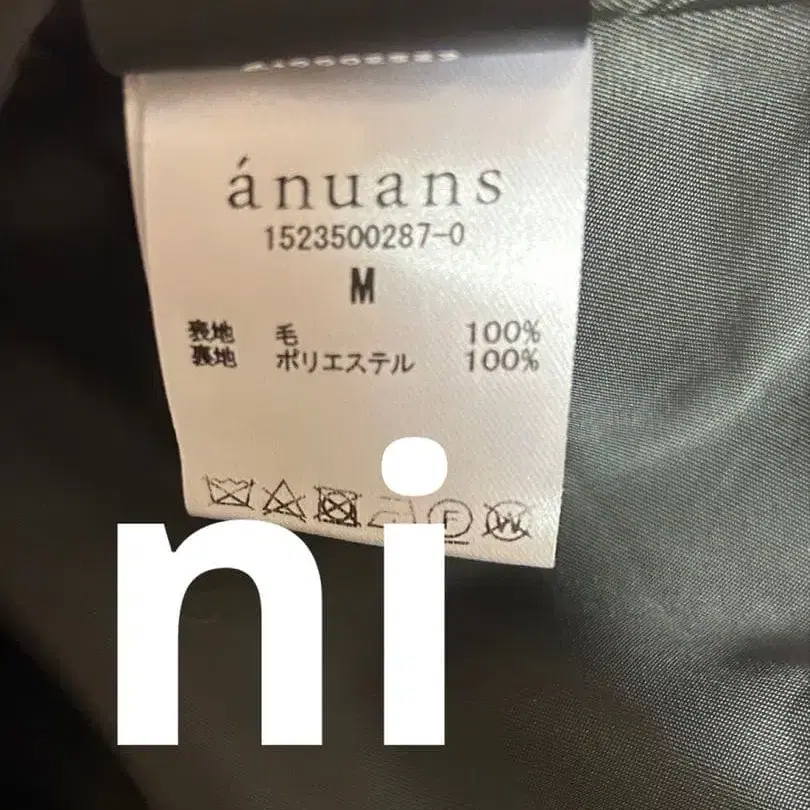 ánuans
1523500287-0
M
表地 毛 100%
裏地 ポリエステル 100%
F W
ni